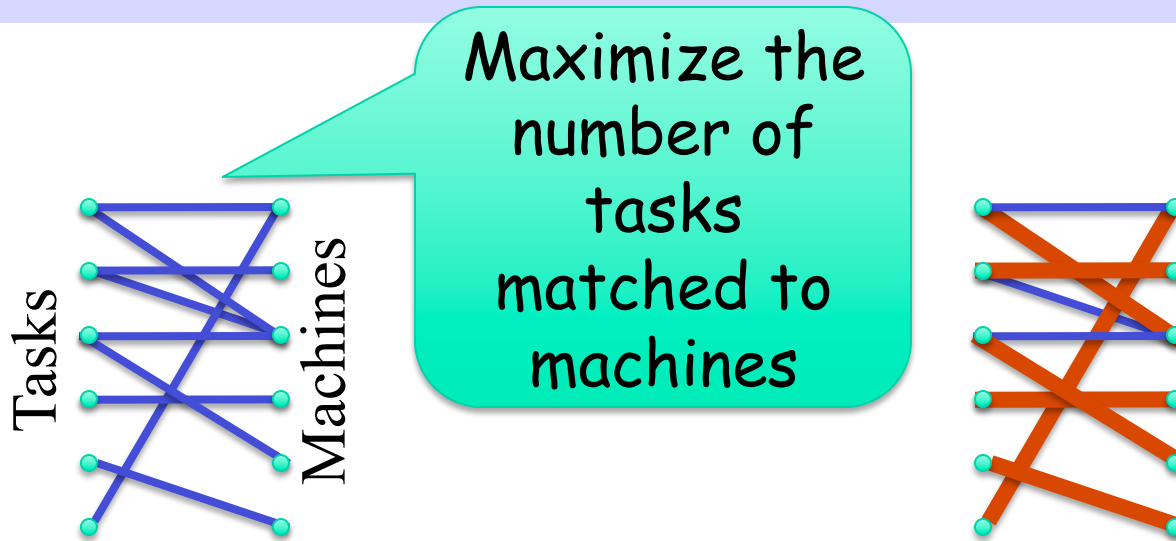 Maximize the
number of
tasks
matched to
machines
Tasks
Machines